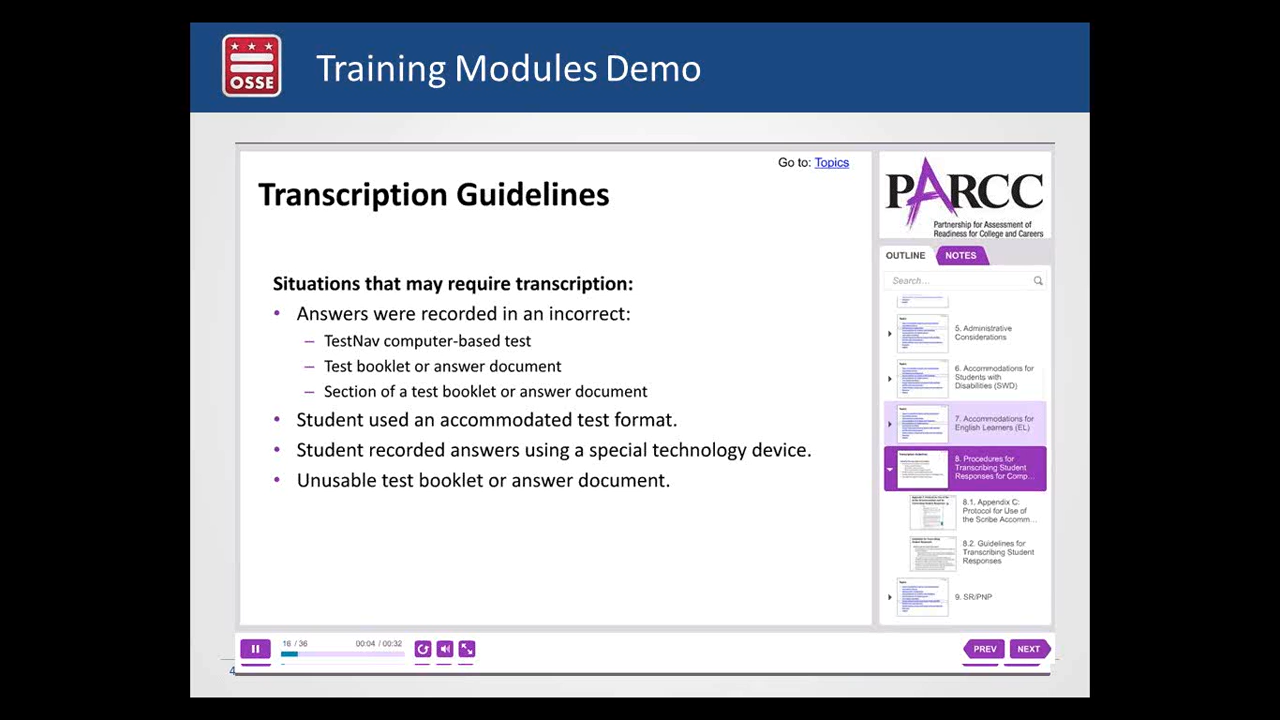 OSSE
Training Modules Demo
Go to: Topics
Transcription Guidelines
Situations that may require transcription:
• Answers were recorded in an incorrect:
– TestNav computer-based test
– Test booklet or answer document
– Section of a test booklet or answer document
• Student used an accommodated test format.
• Student recorded answers using a special technology device.
• Unusable test booklet or answer document.
PARCC
Partnership for Assessment of
Readiness for College and Careers
OUTLINE
NOTES
Search...
5. Administrative
Considerations
6. Accommodations for
Students with
Disabilities (SWD)
7. Accommodations for
English Learners (EL)
8. Procedures for
Transcribing Student
Responses for Comp...
8.1. Appendix C:
Protocol for Use of
the Scribe Accomm...
8.2. Guidelines for
Transcribing Student
Responses
9. SR/PNP
16 / 36
00:04 / 00:32
PREV
NEXT
4